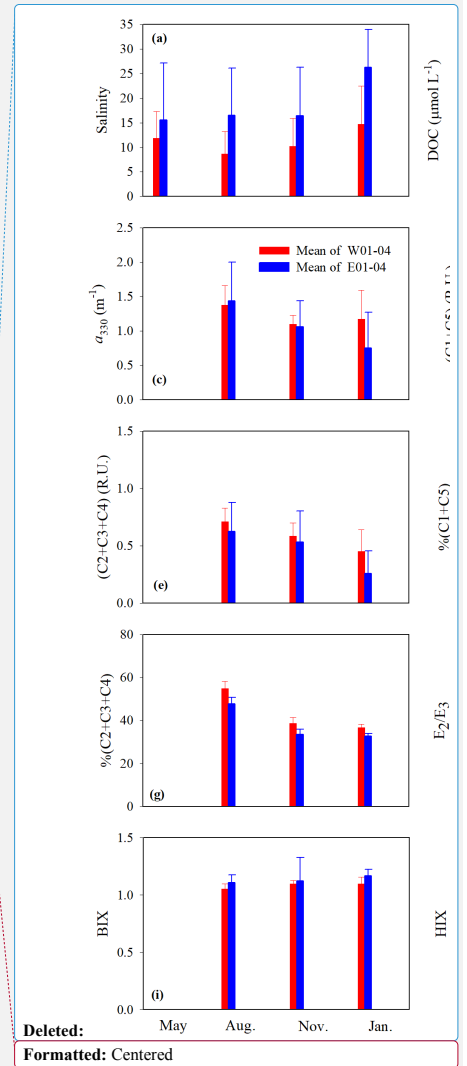 35
(a)
30
25
20
15
10
5
0
Salinity
DOC (μmol L⁻¹)
2.5
Mean of W01-04
Mean of E01-04
2.0
1.5
1.0
0.5
0.0
a₃₃₀ (m⁻¹)
(c)
1.5
1.0
0.5
0.0
(C2+C3+C4) (R.U.)
%(C1+C5)
(e)
80
60
40
20
0
%(C2+C3+C4)
E₂/E₃
(g)
1.5
1.0
0.5
0.0
BIX
HIX
(i)
Deleted:
May Aug. Nov. Jan.
Formatted: Centered